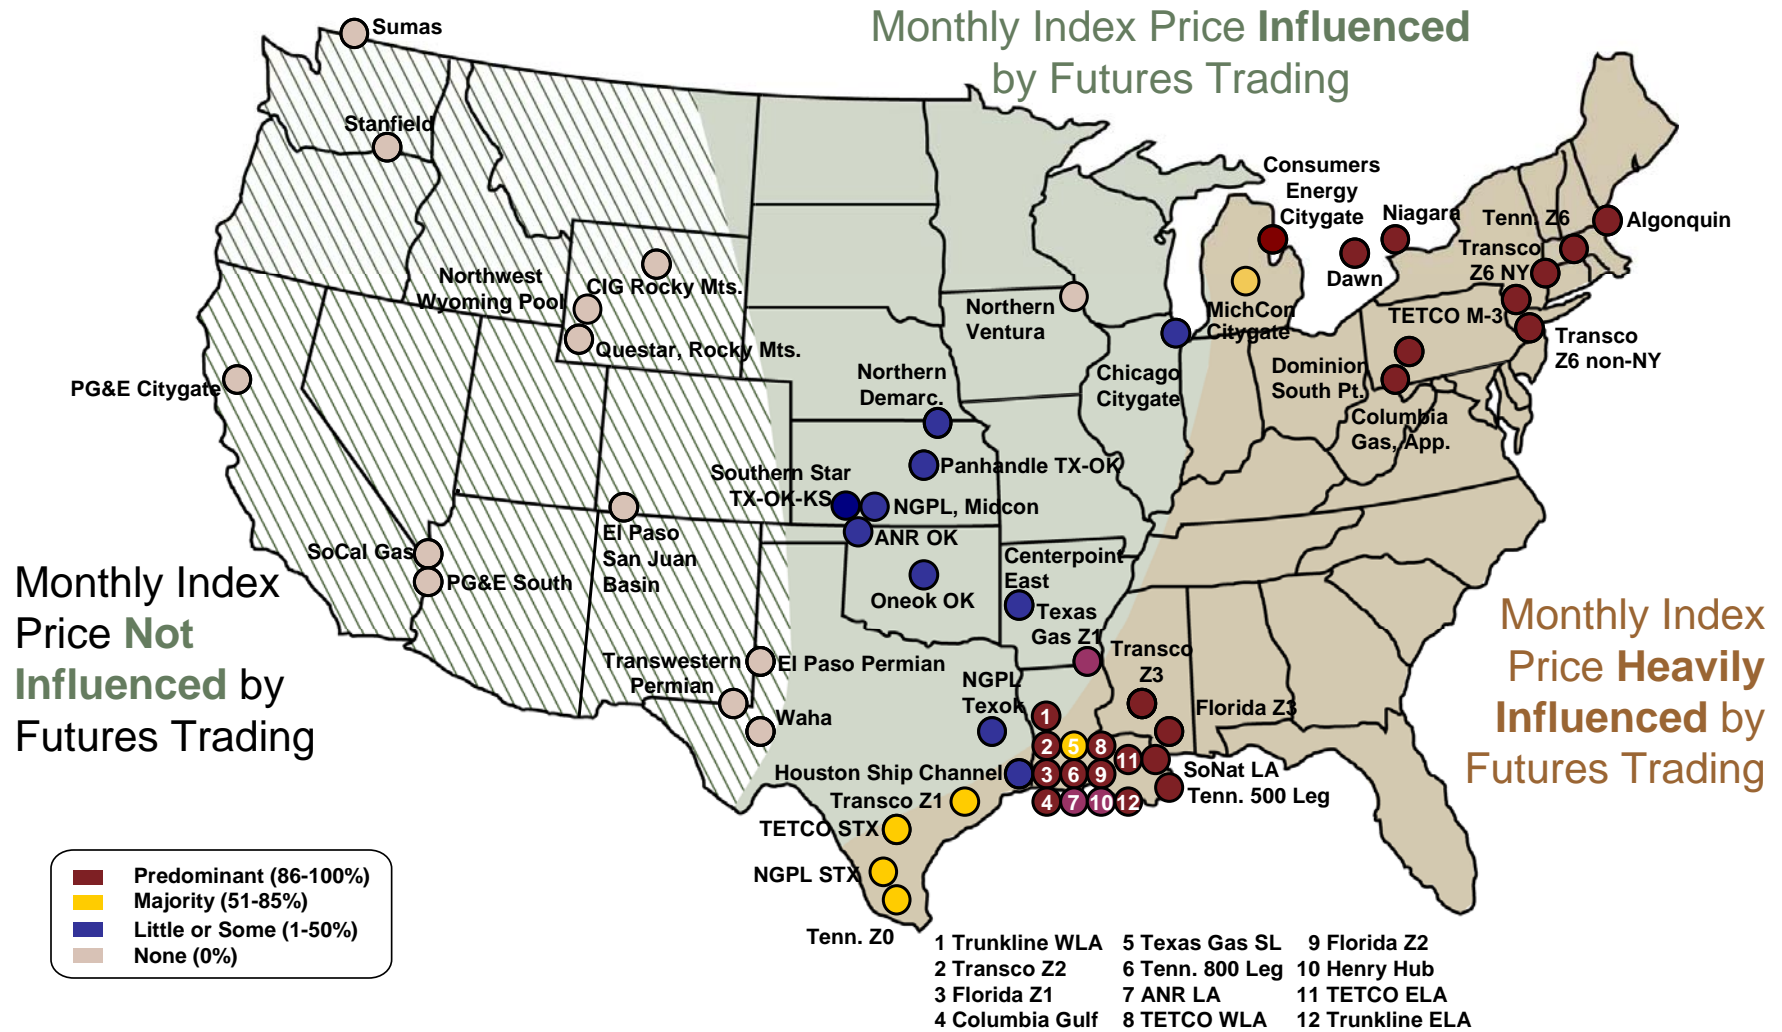 Monthly Index Price Influenced
by Futures Trading
Sumas
Stanfield
Consumers
Energy
Citygate
Niagara
Tenn. Z6
Algonquin
Transco
Z6 NY
Dawn
Northwest
Wyoming Pool
CIG Rocky Mts.
Questar, Rocky Mts.
Northern
Ventura
MichCon
Citygate
TETCO M-3
Transco
Z6 non-NY
PG&E Citygate
Northern
Demarc.
Chicago
Citygate
Dominion
South Pt.
Columbia
Gas, App.
Southern Star
TX-OK-KS
Panhandle TX-OK
NGPL, Midcon
ANR OK
Oneok OK
SoCal Gas
PG&E South
El Paso
San Juan
Basin
Centerpoint
East
Texas
Gas Z1
Transco
Z3
Monthly Index
Price Not
Influenced by
Futures Trading
Monthly Index
Price Heavily
Influenced by
Futures Trading
Transwestern
Permian
El Paso Permian
Waha
NGPL
Texok
Florida Z3
1
2 5 8
11
3 6 9
4 7 10 12
Houston Ship Channel
SoNat LA
Tenn. 500 Leg
Transco Z1
TETCO STX
NGPL STX
Tenn. Z0
Predominant (86-100%)
Majority (51-85%)
Little or Some (1-50%)
None (0%)
1 Trunkline WLA 5 Texas Gas SL 9 Florida Z2
2 Transco Z2 6 Tenn. 800 Leg 10 Henry Hub
3 Florida Z1 7 ANR LA 11 TETCO ELA
4 Columbia Gulf 8 TETCO WLA 12 Trunkline ELA